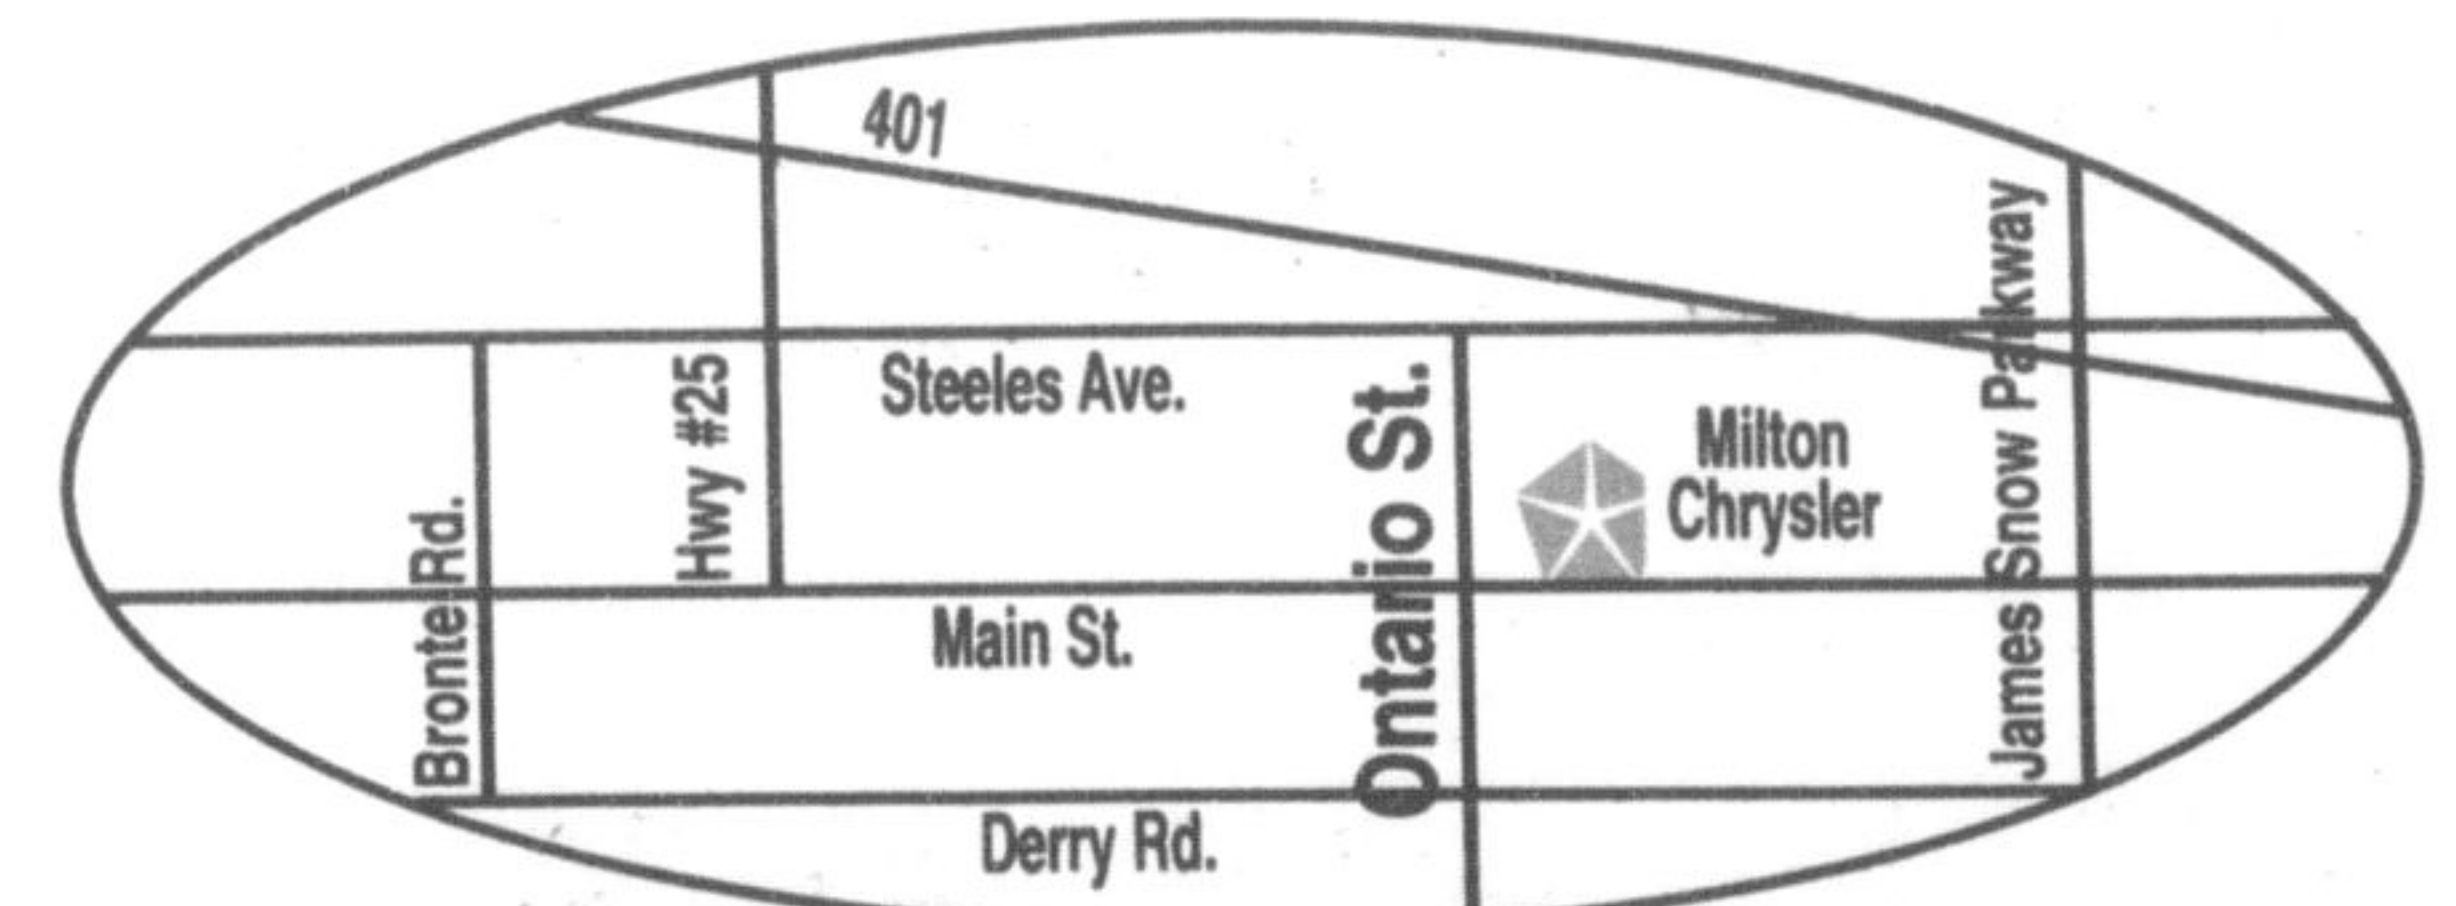 401
James Snow Parkway
Hwy #25
Steeles Ave.
Ontario St.
Milton
Chrysler
Bronte Rd.
Main St.
Derry Rd.